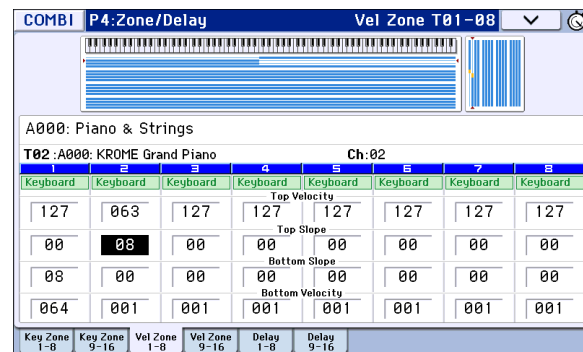 COMBI P4:Zone/Delay Vel Zone T01-08
A000: Piano & Strings
T02 :A000: KROME Grand Piano Ch:02
1 2 3 4 5 6 7 8
Keyboard Keyboard Keyboard Keyboard Keyboard Keyboard Keyboard Keyboard
Top Velocity
127 063 127 127 127 127 127 127
Top Slope
00 08 00 00 00 00 00 00
Bottom Slope
08 00 00 00 00 00 00 00
Bottom Velocity
064 001 001 001 001 001 001 001
Key Zone 1-8 Key Zone 9-16 Vel Zone 1-8 Vel Zone 9-16 Delay 1-8 Delay 9-16